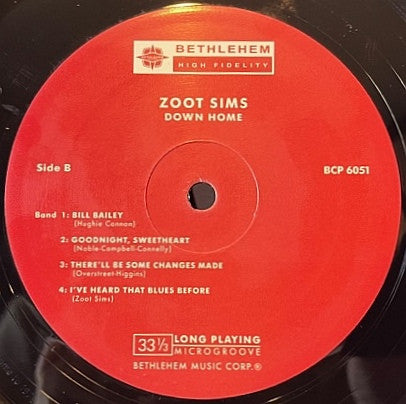 BETHLEHEM
HIGH FIDELITY
ZOOT SIMS
DOWN HOME
Side B
BCP 6051
Band 1: BILL BAILEY
(Hughie Cannon)
2: GOODNIGHT, SWEETHEART
(Noble-Campbell-Connelly)
3: THERE'LL BE SOME CHANGES MADE
(Overstreet-Higgins)
4: I'VE HEARD THAT BLUES BEFORE
(Zoot Sims)
33 1/3 LONG PLAYING
MICROGROOVE
BETHLEHEM MUSIC CORP.®